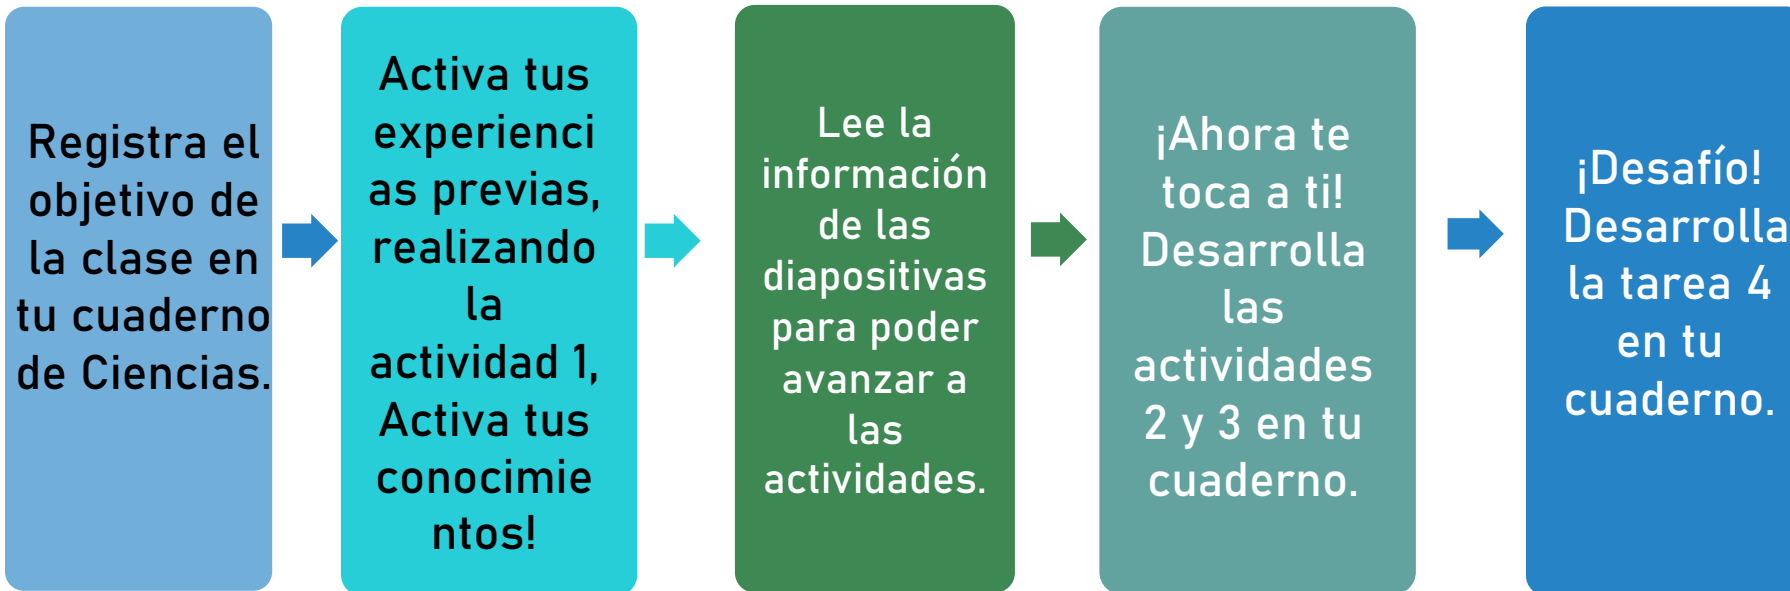 Registra el
objetivo de
la clase en
tu cuaderno
de Ciencias.
Activa tus
experienci
as previas,
realizando
la
actividad 1,
Activa tus
conocimie
ntos!
Lee la
información
de las
diapositivas
para poder
avanzar a
las
actividades.
¡Ahora te
toca a ti!
Desarrolla
las
actividades
2 y 3 en tu
cuaderno.
¡Desafío!
Desarrolla
la tarea 4
en tu
cuaderno.